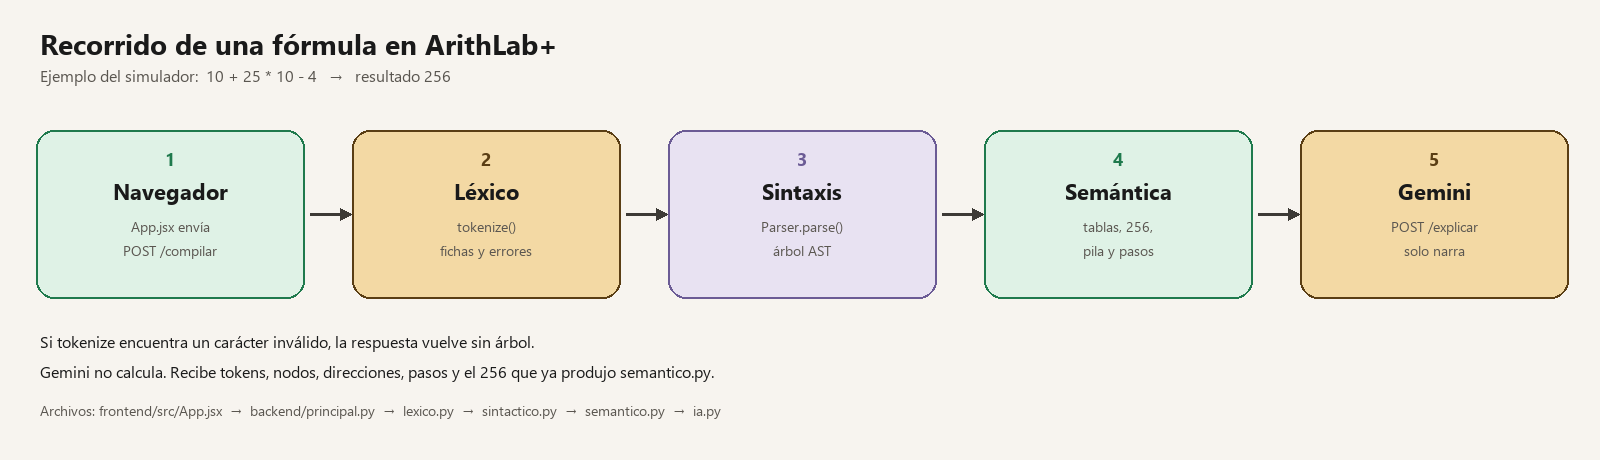 Recorrido de una fórmula en ArithLab+
Ejemplo del simulador:  10 + 25 * 10 - 4  →  resultado 256
1
Navegador
App.jsx envía
POST /compilar
2
Léxico
tokenize()
fichas y errores
3
Sintaxis
Parser.parse()
árbol AST
4
Semántica
tablas, 256,
pila y pasos
5
Gemini
POST /explicar
solo narra
Si tokenize encuentra un carácter inválido, la respuesta vuelve sin árbol.
Gemini no calcula. Recibe tokens, nodos, direcciones, pasos y el 256 que ya produjo semantico.py.
Archivos: frontend/src/App.jsx → backend/principal.py → lexico.py → sintactico.py → semantico.py → ia.py